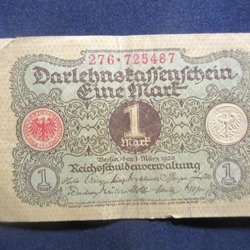 276·725487
Darlehnskassenschein
Eine Mark
1
Mark
Berlin, den 1. März 1920
Reichsschuldenverwaltung
1
1